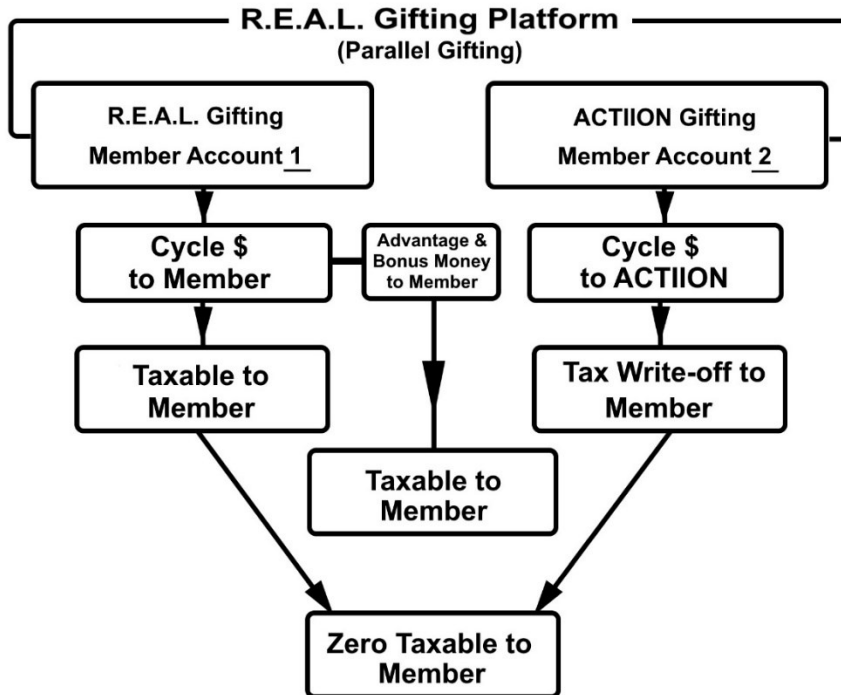 R.E.A.L. Gifting Platform
(Parallel Gifting)
R.E.A.L. Gifting
Member Account 1
ACTIION Gifting
Member Account 2
Cycle $
to Member
Advantage &
Bonus Money
to Member
Cycle $
to ACTIION
Taxable to
Member
Tax Write-off to
Member
Taxable to
Member
Zero Taxable to
Member